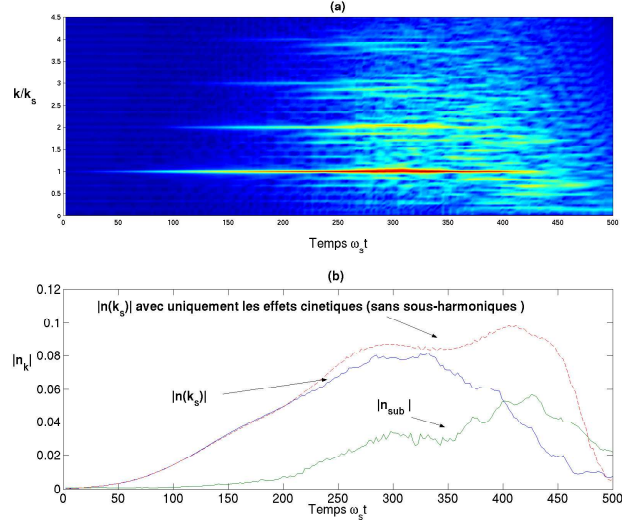 (a)
4.5
4
3.5
3
2.5
2
1.5
1
0.5
0
k/k_s
0 50 100 150 200 250 300 350 400 450 500
Temps ω_s t
(b)
0.12
0.1
0.08
0.06
0.04
0.02
0
|n_k|
|n(k_s)| avec uniquement les effets cinetiques (sans sous-harmoniques )
|n(k_s)|
|n_sub |
0 50 100 150 200 250 300 350 400 450 500
Temps ω_s t